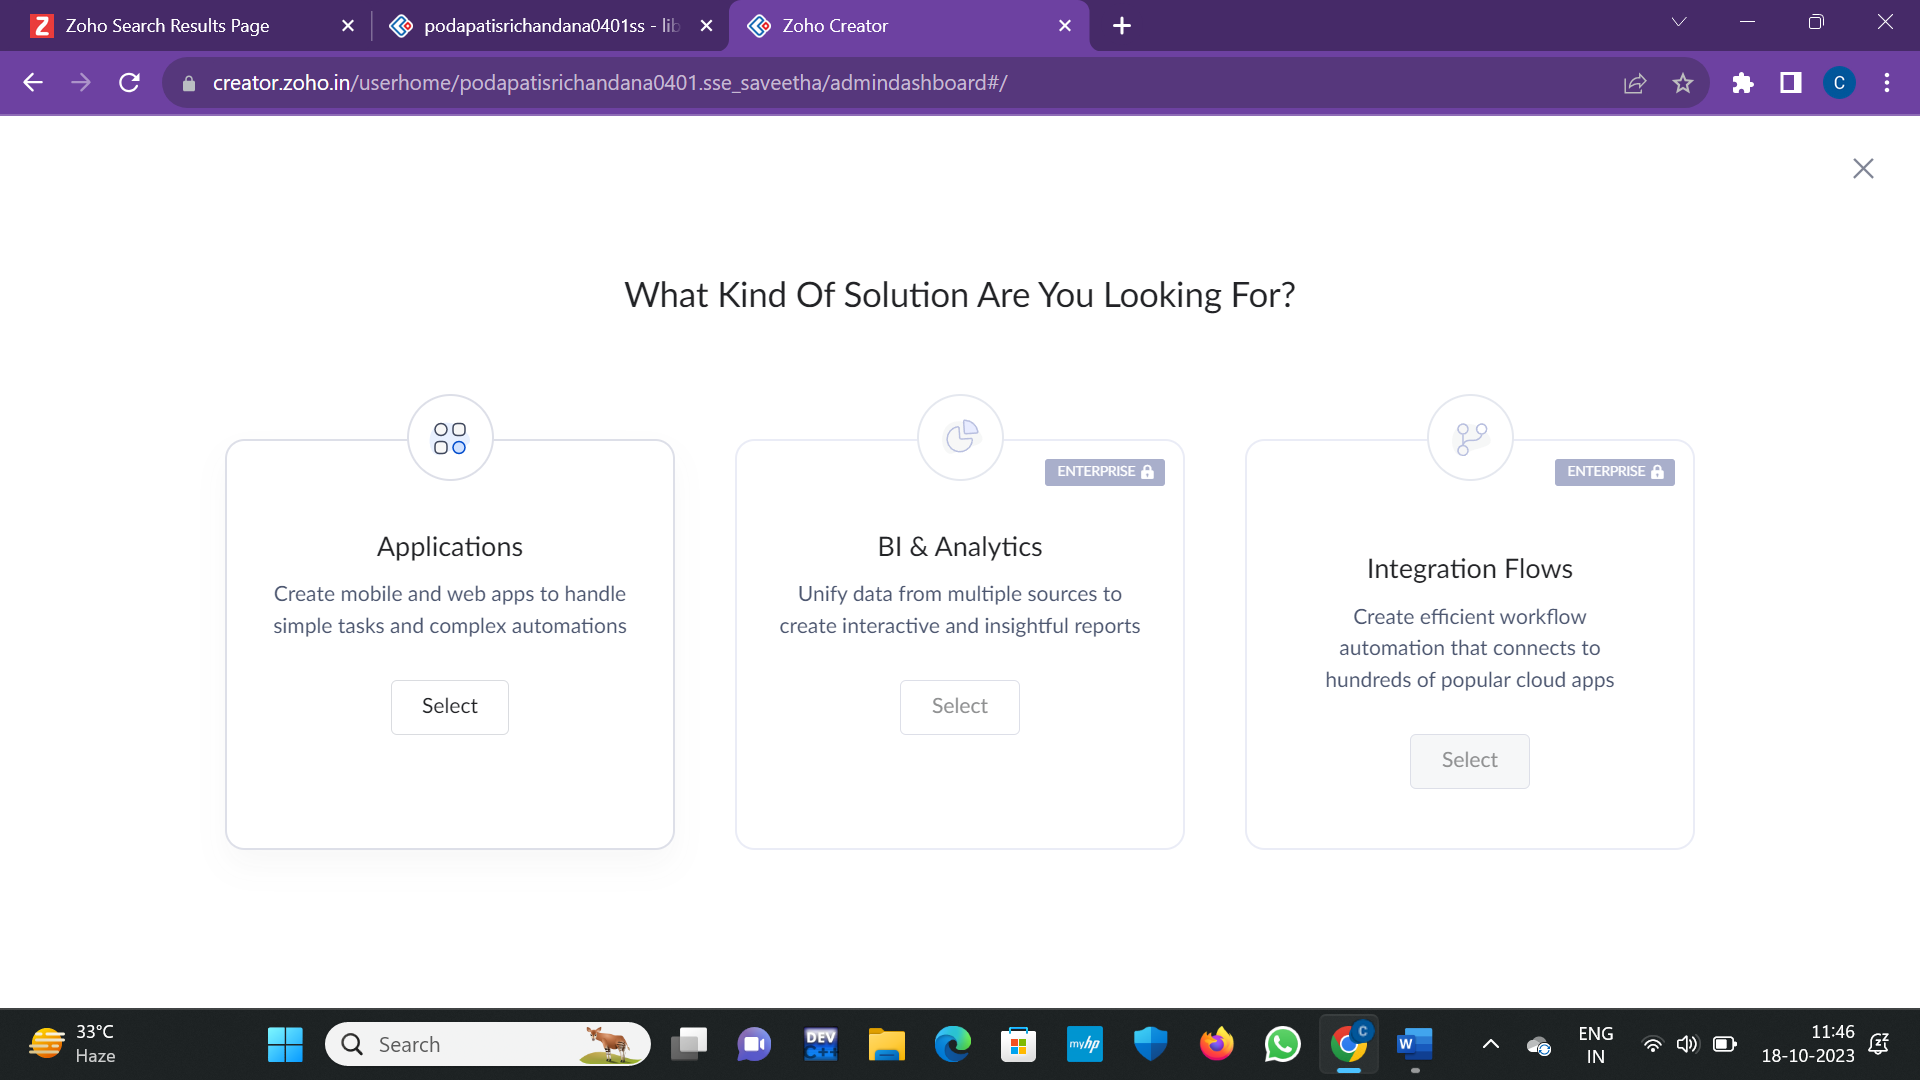 Zoho Search Results Page
podapatisrichandana0401ss - lib
Zoho Creator
creator.zoho.in/userhome/podapatisrichandana0401.sse_saveetha/admindashboard#/
C
What Kind Of Solution Are You Looking For?
Applications
Create mobile and web apps to handle
simple tasks and complex automations
Select
ENTERPRISE
BI & Analytics
Unify data from multiple sources to
create interactive and insightful reports
Select
ENTERPRISE
Integration Flows
Create efficient workflow
automation that connects to
hundreds of popular cloud apps
Select
33°C
Haze
Search
DEV
C++
myhp
C
W
ENG
IN
11:46
18-10-2023